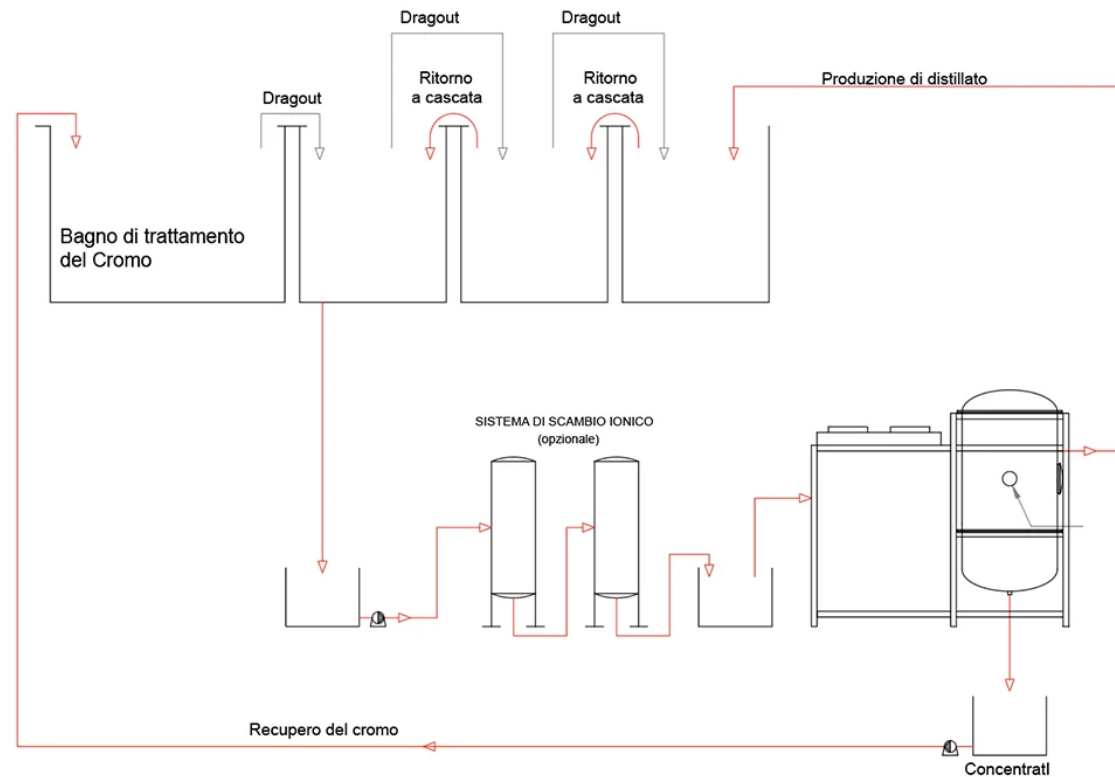 Dragout
Dragout
Ritorno
a cascata
Ritorno
a cascata
Produzione di distillato
Dragout
Bagno di trattamento
del Cromo
SISTEMA DI SCAMBIO IONICO
(opzionale)
Recupero del cromo
Concentrati